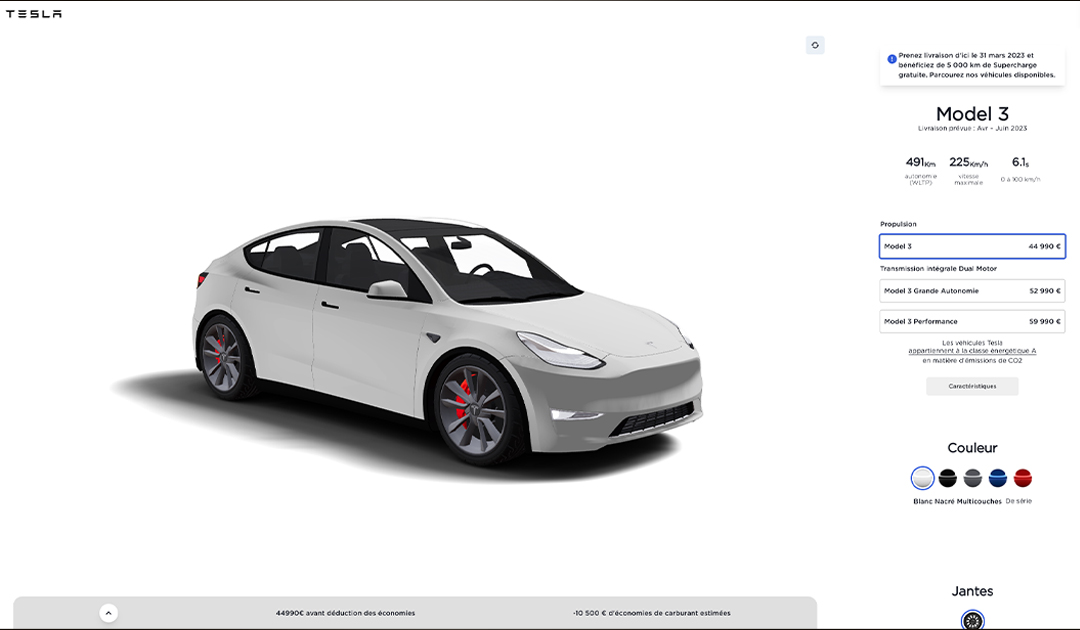 TESLA
Prenez livraison d'ici le 31 mars 2023 et
bénéficiez de 5 000 km de Supercharge
gratuite. Parcourez nos véhicules disponibles.
Model 3
Livraison prévue : Avr - Juin 2023
491Km 225Km/h 6.1s
autonomie vitesse 0 à 100 km/h
(WLTP) maximale
Propulsion
Model 3 44 990 €
Transmission intégrale Dual Motor
Model 3 Grande Autonomie 52 990 €
Model 3 Performance 59 990 €
Les véhicules Tesla
appartiennent à la classe énergétique A
en matière d'émissions de CO2
Caractéristiques
Couleur
Blanc Nacré Multicouches De série
Jantes
44990€ avant déduction des économies -10 500 € d'économies de carburant estimées